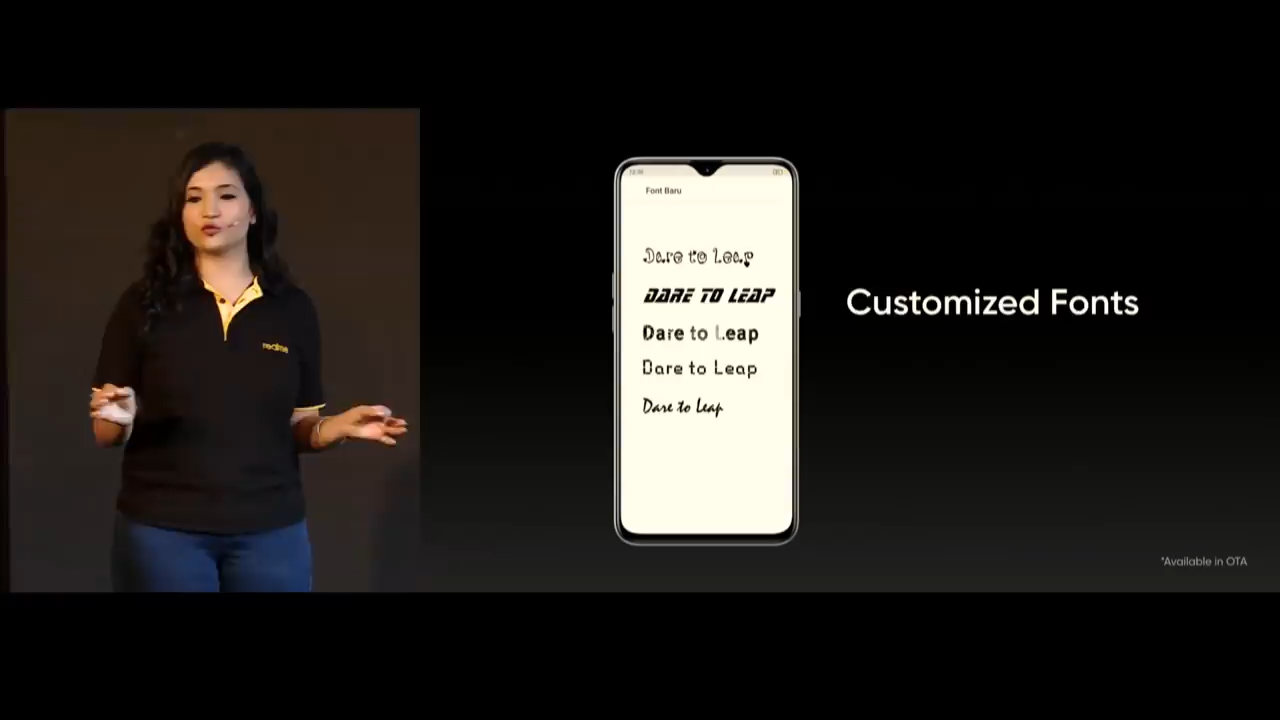 realme
Font Baru
Dare to Leap
DARE TO LEAP
Dare to Leap
Dare to Leap
Dare to Leap
Customized Fonts
*Available in OTA